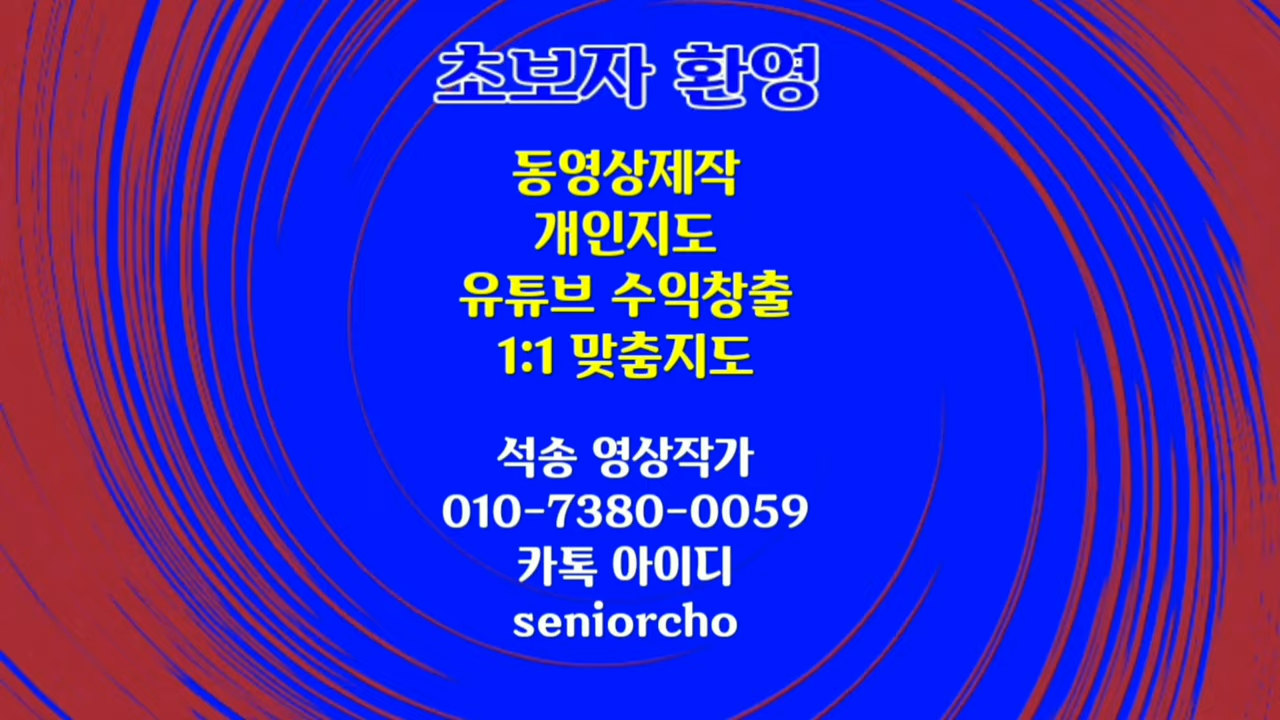 초보자 환영
동영상제작
개인지도
유튜브 수익창출
1:1 맞춤지도
석송 영상작가
010-7380-0059
카톡 아이디
seniorcho